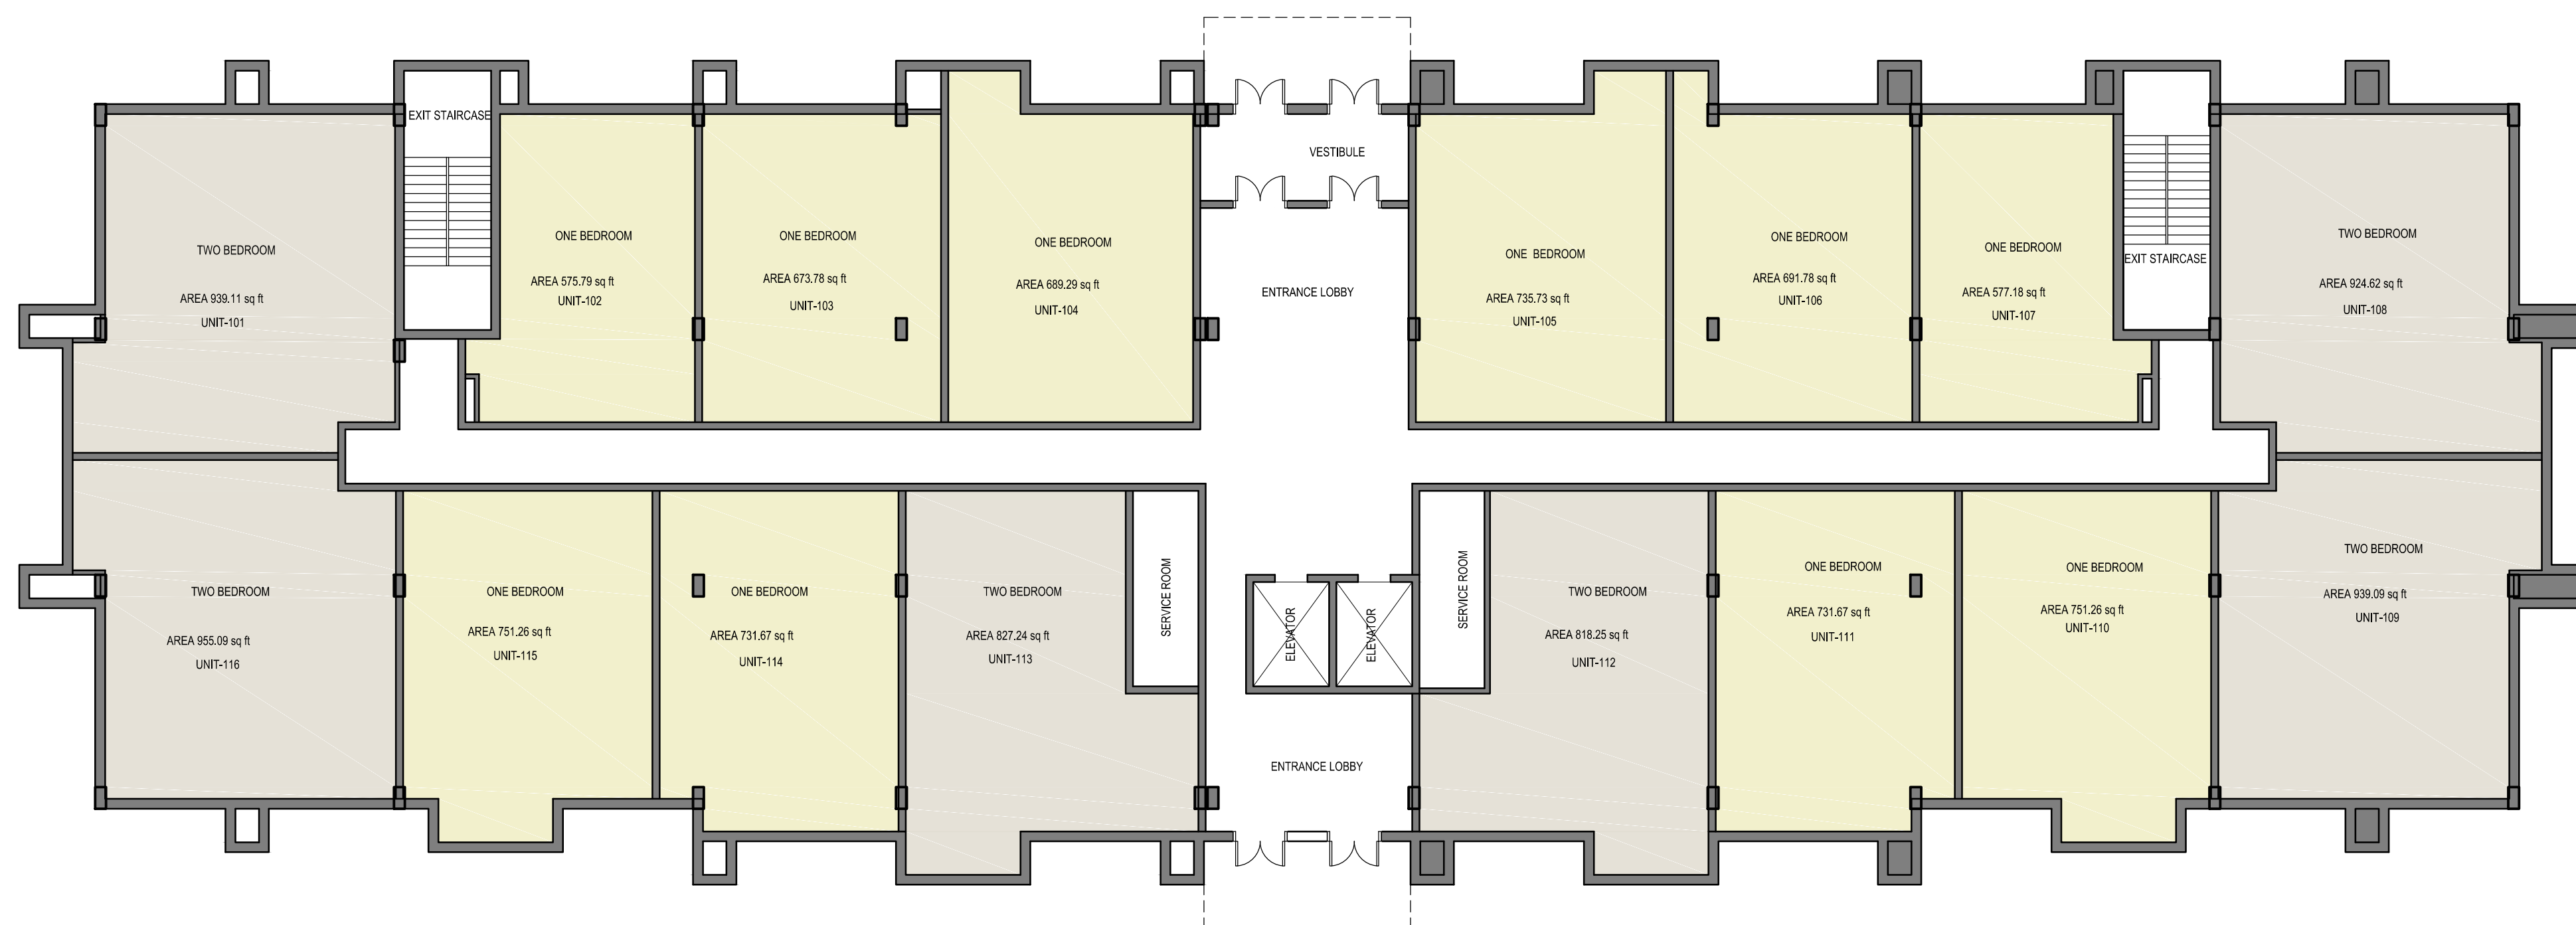 EXIT STAIRCASE
TWO BEDROOM
AREA 939.11 sq ft
UNIT-101
ONE BEDROOM
AREA 575.79 sq ft
UNIT-102
ONE BEDROOM
AREA 673.78 sq ft
UNIT-103
ONE BEDROOM
AREA 689.29 sq ft
UNIT-104
VESTIBULE
ENTRANCE LOBBY
ONE BEDROOM
AREA 735.73 sq ft
UNIT-105
ONE BEDROOM
AREA 691.78 sq ft
UNIT-106
ONE BEDROOM
AREA 577.18 sq ft
UNIT-107
EXIT STAIRCASE
TWO BEDROOM
AREA 924.62 sq ft
UNIT-108
TWO BEDROOM
AREA 955.09 sq ft
UNIT-116
ONE BEDROOM
AREA 751.26 sq ft
UNIT-115
ONE BEDROOM
AREA 731.67 sq ft
UNIT-114
TWO BEDROOM
AREA 827.24 sq ft
UNIT-113
SERVICE ROOM
ELEVATOR
ELEVATOR
ENTRANCE LOBBY
SERVICE ROOM
TWO BEDROOM
AREA 818.25 sq ft
UNIT-112
ONE BEDROOM
AREA 731.67 sq ft
UNIT-111
ONE BEDROOM
AREA 751.26 sq ft
UNIT-110
TWO BEDROOM
AREA 939.09 sq ft
UNIT-109